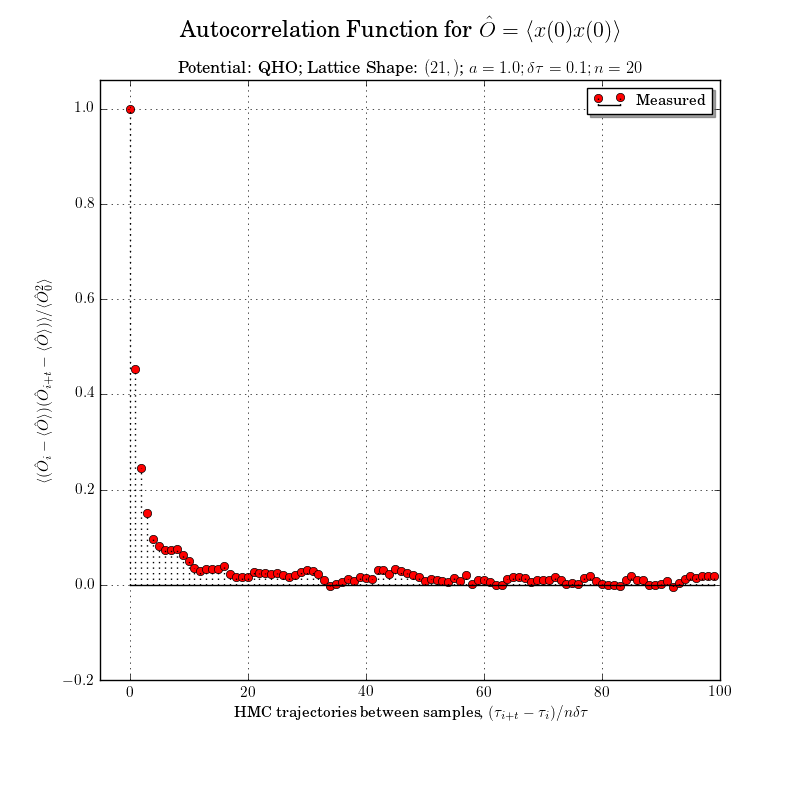 Autocorrelation Function for Ô = ⟨x(0)x(0)⟩
Potential: QHO; Lattice Shape: (21,); a = 1.0; δτ = 0.1; n = 20
Measured
⟨(Ô_i − ⟨Ô⟩)(Ô_{i+t} − ⟨Ô⟩)⟩/⟨Ô_0^2⟩
1.0
0.8
0.6
0.4
0.2
0.0
−0.2
0 20 40 60 80 100
HMC trajectories between samples, (τ_{i+t} − τ_i)/nδτ